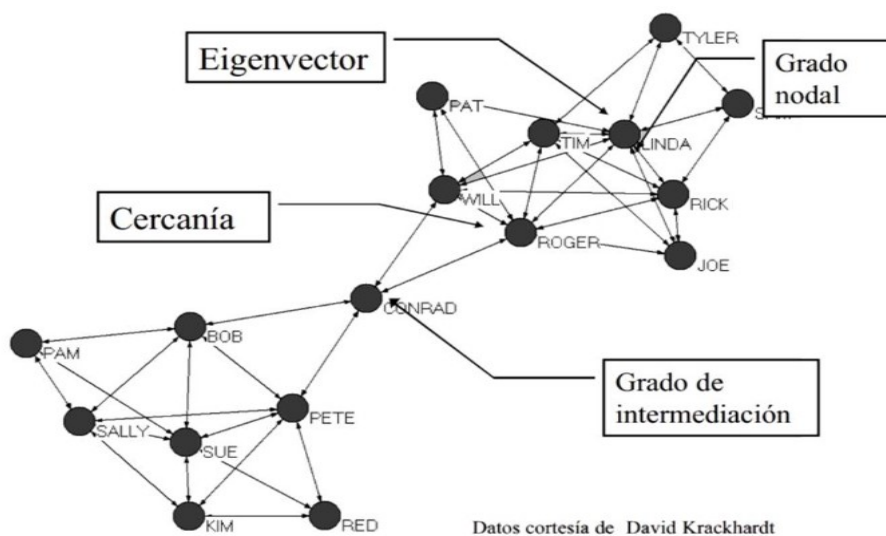 TYLER
Eigenvector
Grado
nodal
PAT
TIM
LINDA
WILL
RICK
Cercanía
ROGER
JOE
CONRAD
BOB
PAM
Grado de
intermediación
PETE
SALLY
SUE
KIM
RED
Datos cortesía de David Krackhardt